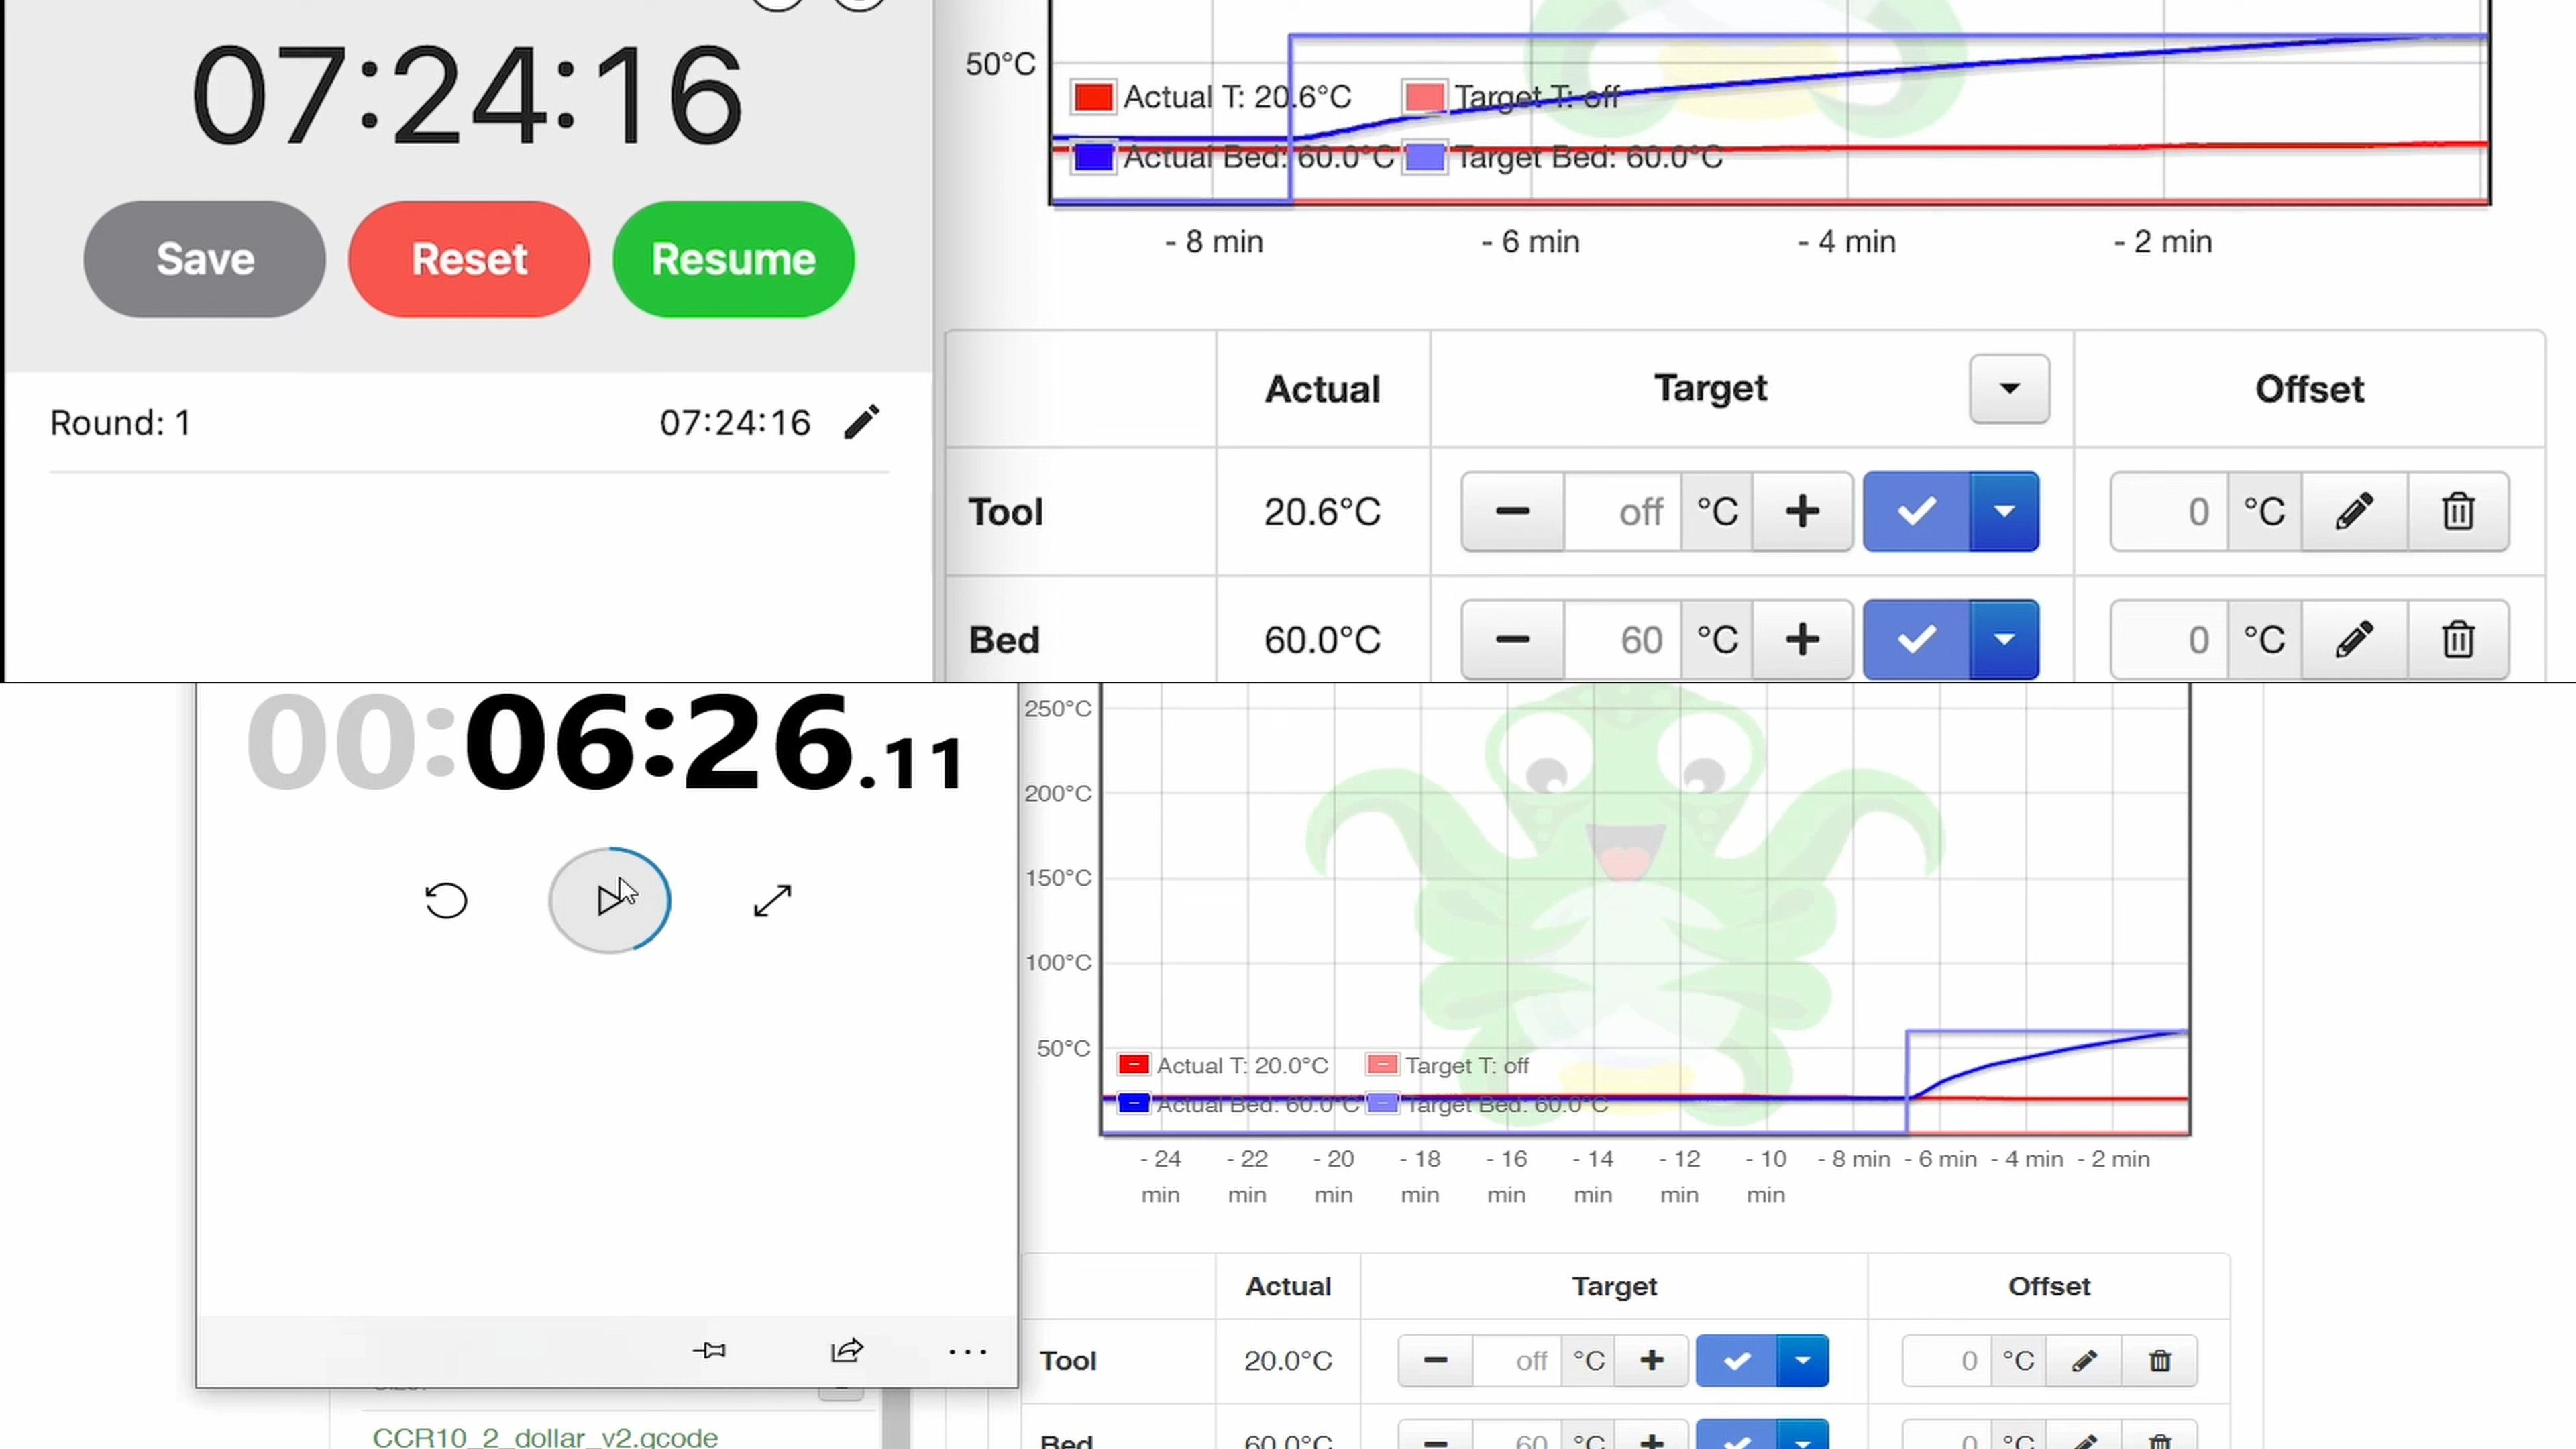 07:24:16
Save Reset Resume
Round: 1 07:24:16
50°C
Actual T: 20.6°C Target T: off
Actual Bed: 60.0°C Target Bed: 60.0°C
- 8 min - 6 min - 4 min - 2 min
Actual Target Offset
Tool 20.6°C off °C 0 °C
Bed 60.0°C 60 °C 0 °C
00:06:26.11
250°C
200°C
150°C
100°C
50°C
Actual T: 20.0°C Target T: off
Actual Bed: 60.0°C Target Bed: 60.0°C
- 24 min - 22 min - 20 min - 18 min - 16 min - 14 min - 12 min - 10 min - 8 min - 6 min - 4 min - 2 min
Actual Target Offset
Tool 20.0°C off °C 0 °C
Bed 60.0°C 60 °C 0 °C
CCR10_2_dollar_v2.gcode